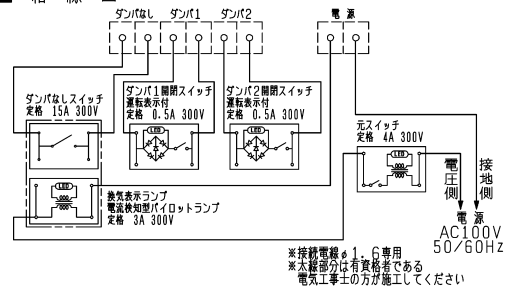 ダンパなし ダンパ1 ダンパ2 電 源
ダンパなしスイッチ
定格 15A 300V
ダンパ1開閉スイッチ
運転表示付
定格 0.5A 300V
ダンパ2開閉スイッチ
運転表示付
定格 0.5A 300V
LED
LED
元スイッチ
定格 4A 300V
LED
LED
換気表示ランプ
電流検知型パイロットランプ
定格 3A 300V
電圧側
接地側
電 源
AC100V
50/60Hz
※接続電線φ1.6専用
※太線部分は有資格者である
電気工事士の方が施工してください